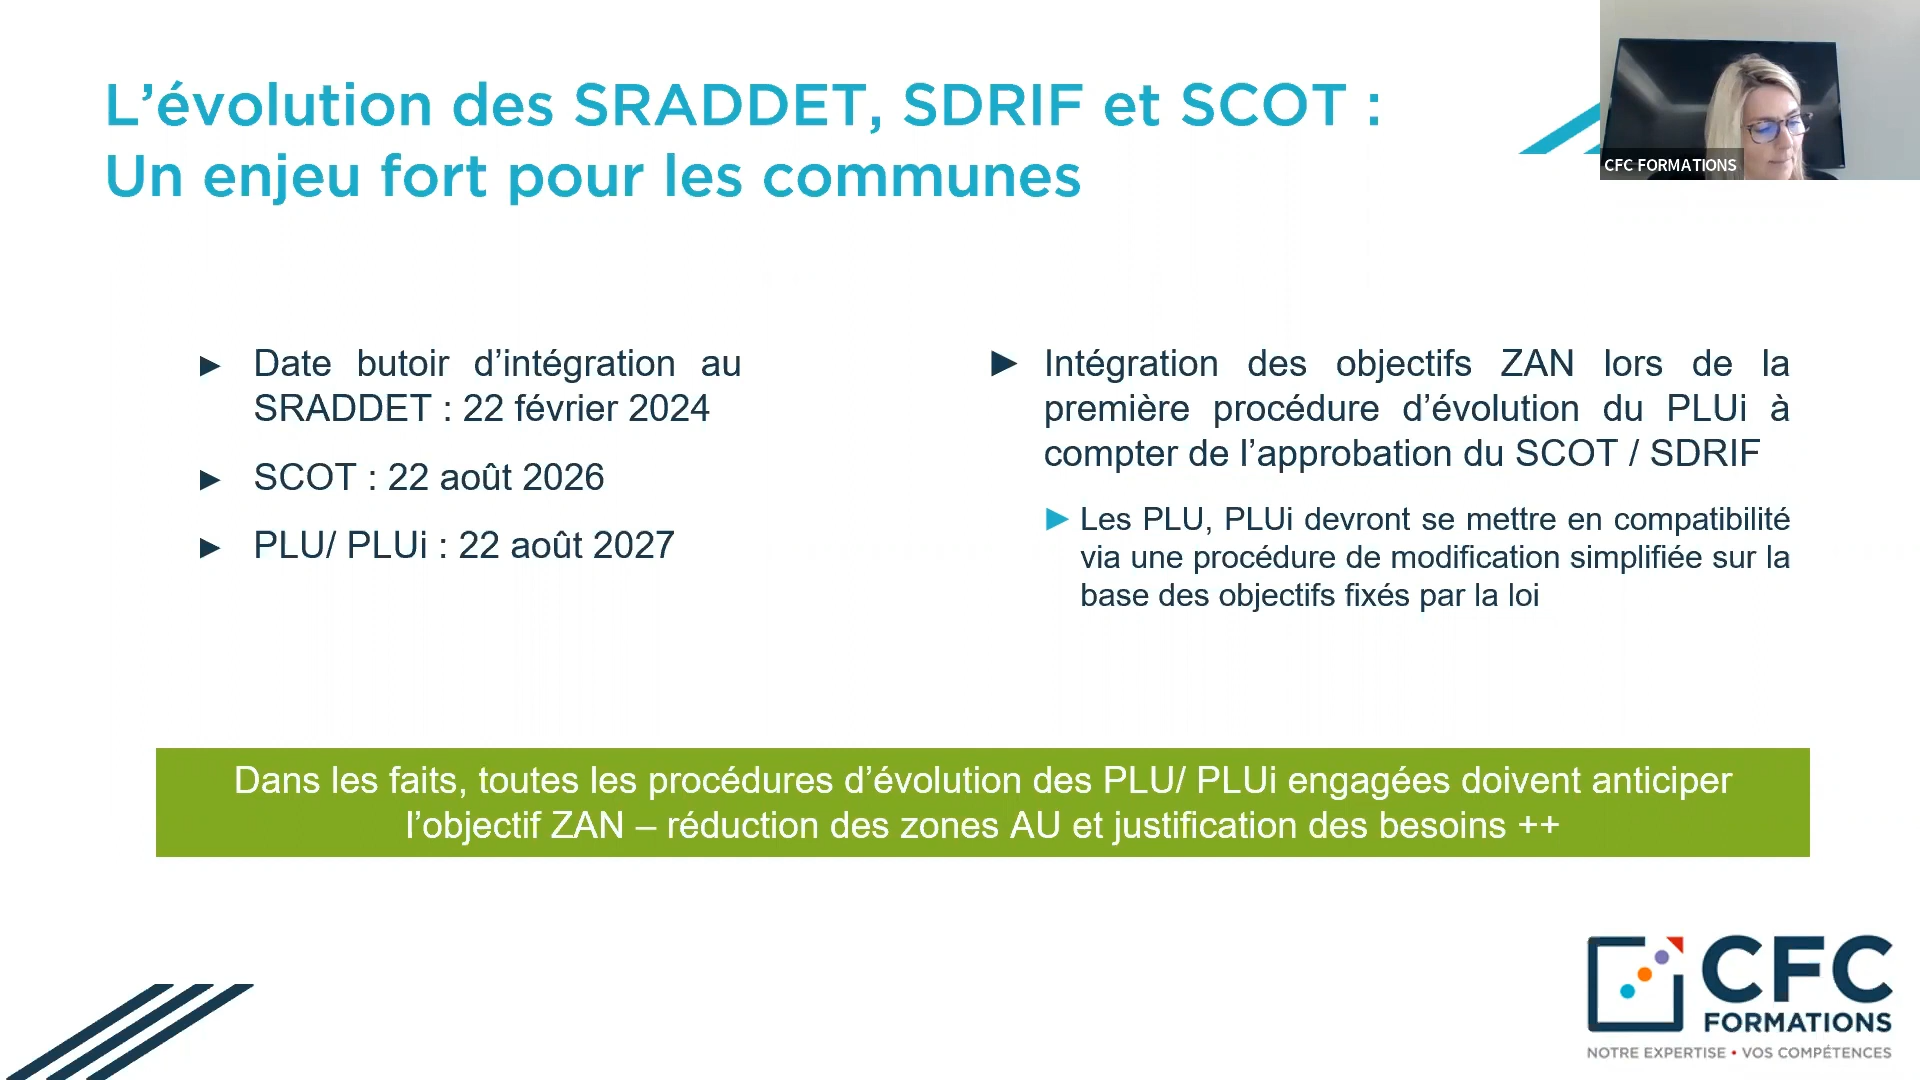 L’évolution des SRADDET, SDRIF et SCOT :
Un enjeu fort pour les communes
CFC FORMATIONS
► Date butoir d’intégration au
SRADDET : 22 février 2024
► SCOT : 22 août 2026
► PLU/ PLUi : 22 août 2027
► Intégration des objectifs ZAN lors de la
première procédure d’évolution du PLUi à
compter de l’approbation du SCOT / SDRIF
► Les PLU, PLUi devront se mettre en compatibilité
via une procédure de modification simplifiée sur la
base des objectifs fixés par la loi
Dans les faits, toutes les procédures d’évolution des PLU/ PLUi engagées doivent anticiper
l’objectif ZAN – réduction des zones AU et justification des besoins ++
CFC
FORMATIONS
NOTRE EXPERTISE • VOS COMPÉTENCES